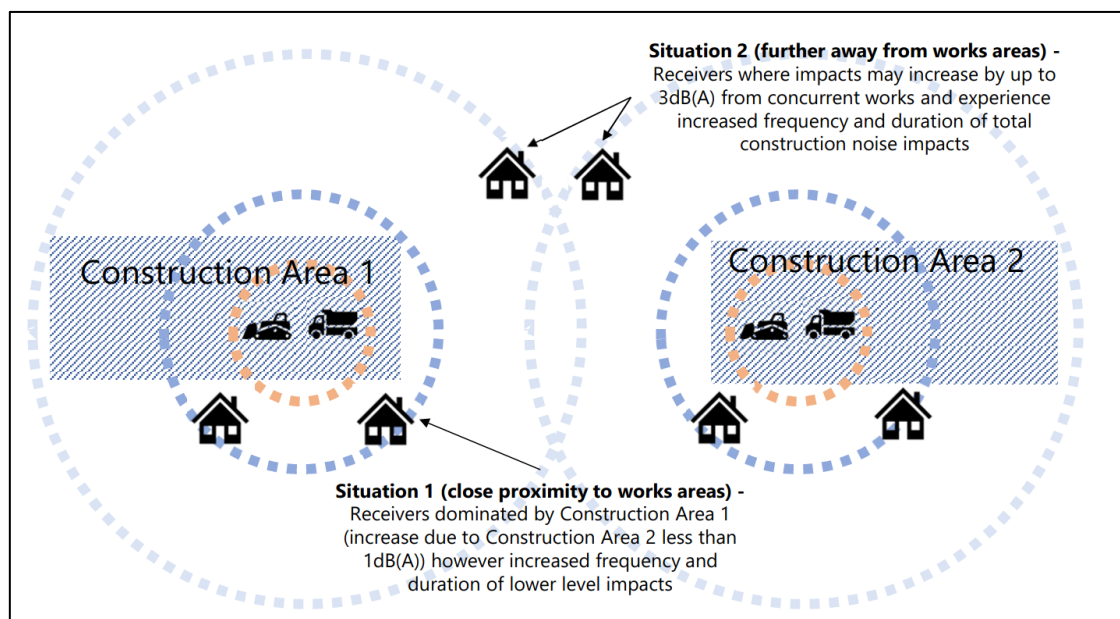 Situation 2 (further away from works areas) -
Receivers where impacts may increase by up to
3dB(A) from concurrent works and experience
increased frequency and duration of total
construction noise impacts
Construction Area 1
Construction Area 2
Situation 1 (close proximity to works areas) -
Receivers dominated by Construction Area 1
(increase due to Construction Area 2 less than
1dB(A)) however increased frequency and
duration of lower level impacts